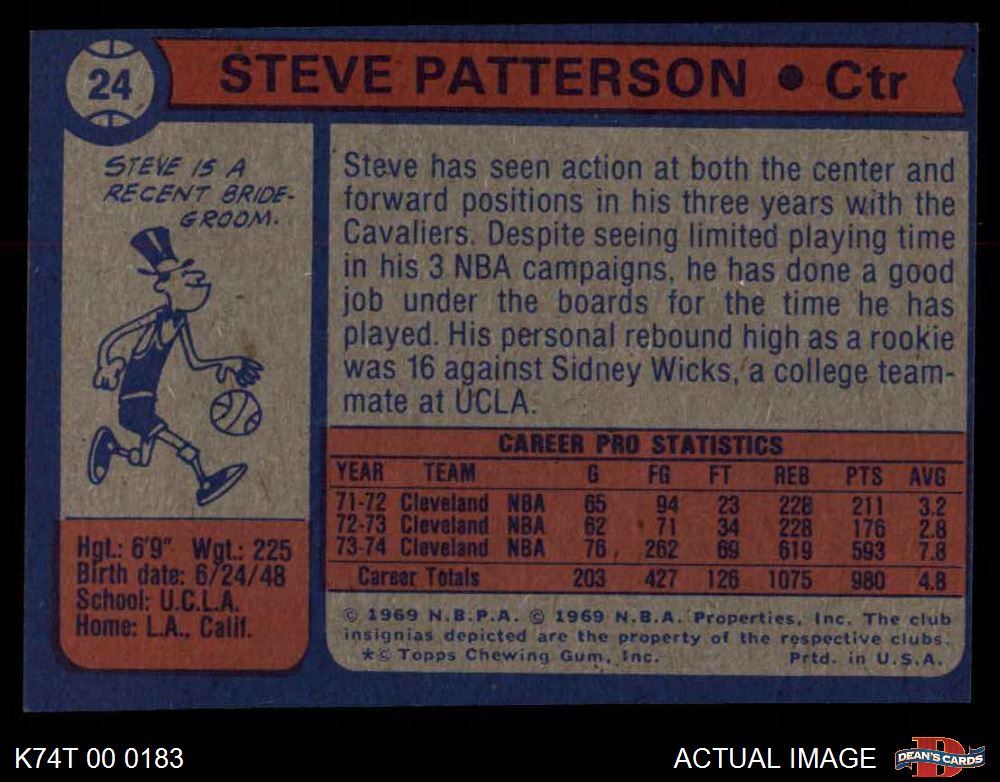 24
STEVE PATTERSON • Ctr
STEVE IS A
RECENT BRIDE-
GROOM.
Steve has seen action at both the center and
forward positions in his three years with the
Cavaliers. Despite seeing limited playing time
in his 3 NBA campaigns, he has done a good
job under the boards for the time he has
played. His personal rebound high as a rookie
was 16 against Sidney Wicks, a college team-
mate at UCLA.
Hgt.: 6'9" Wgt.: 225
Birth date: 6/24/48
School: U.C.L.A.
Home: L.A., Calif.
CAREER PRO STATISTICS
YEAR TEAM G FG FT REB PTS AVG
71-72 Cleveland NBA 65 94 23 228 211 3.2
72-73 Cleveland NBA 62 71 34 228 176 2.8
73-74 Cleveland NBA 76 262 69 619 593 7.8
Career Totals 203 427 126 1075 980 4.8
© 1969 N.B.P.A. © 1969 N.B.A. Properties, Inc. The club
insignias depicted are the property of the respective clubs.
*© Topps Chewing Gum, Inc. Prtd. in U.S.A.
K74T 00 0183
ACTUAL IMAGE
D
DEAN'S CARDS